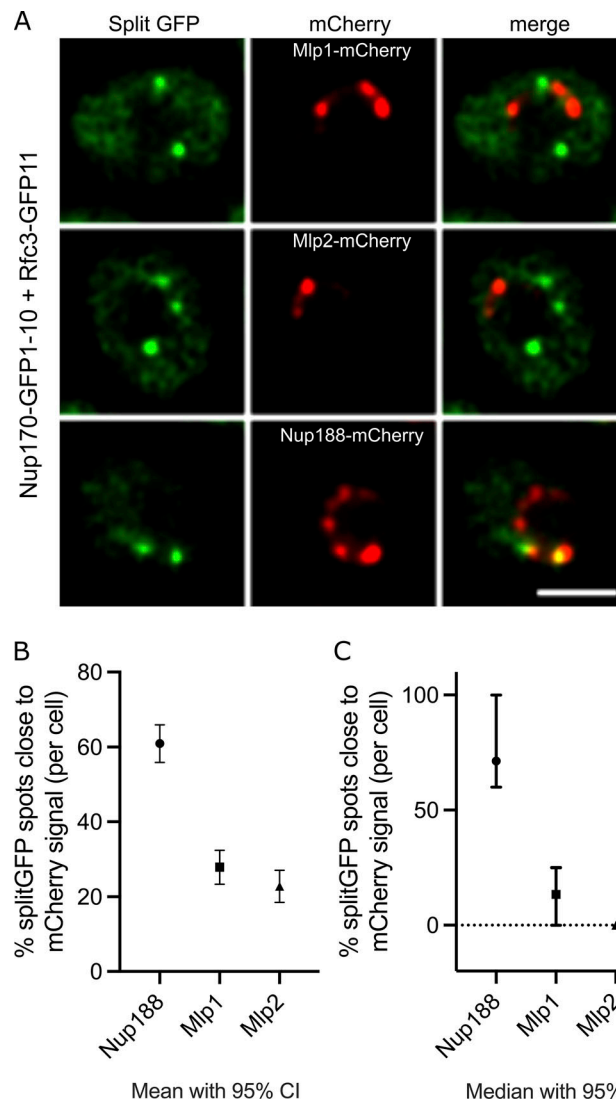 A
Split GFP
mCherry
merge
Nup170-GFP1-10 + Rfc3-GFP11
Mlp1-mCherry
Mlp2-mCherry
Nup188-mCherry
B
% splitGFP spots close to
mCherry signal (per cell)
80
60
40
20
0
Nup188
Mlp1
Mlp2
Mean with 95% CI
C
% splitGFP spots close to
mCherry signal (per cell)
100
50
0
Nup188
Mlp1
Mlp2
Median with 95%